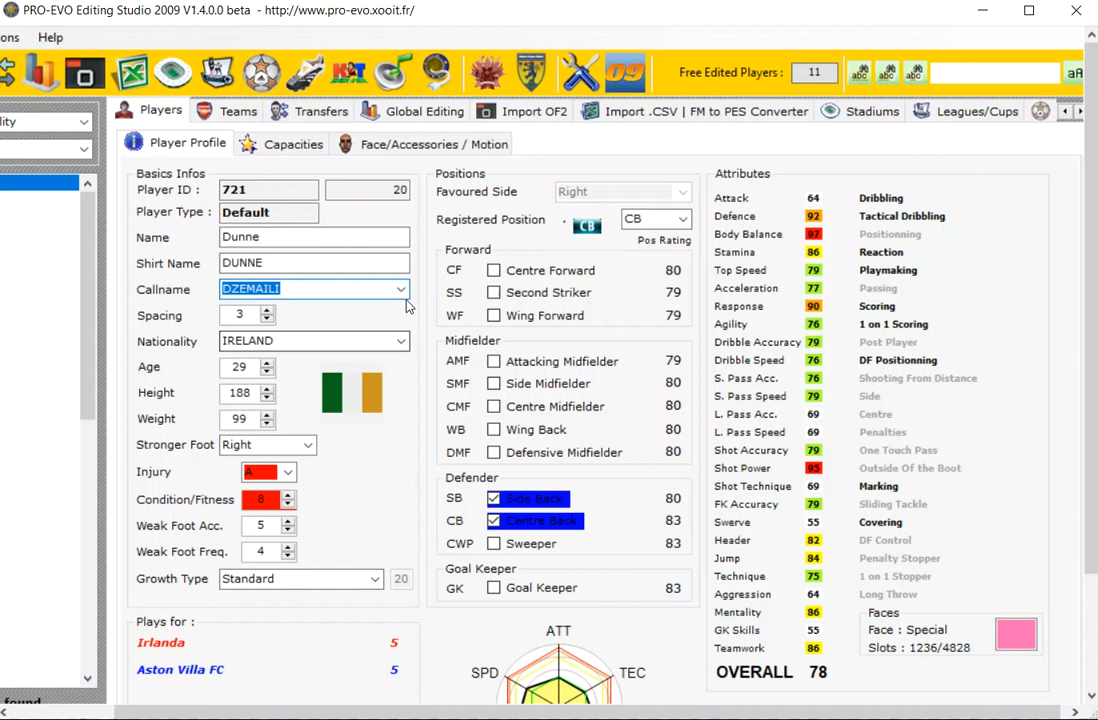 PRO-EVO Editing Studio 2009 V1.4.0.0 beta - http://www.pro-evo.xooit.fr/
ons Help
KIT 09 Free Edited Players : 11 abc abc abc aA
Players Teams Transfers Global Editing Import OF2 Import .CSV | FM to PES Converter Stadiums Leagues/Cups
lity
Player Profile Capacities Face/Accessories / Motion
Basics Infos
Player ID : 721 20
Player Type : Default
Name Dunne
Shirt Name DUNNE
Callname DZEMAILI
Spacing 3
Nationality IRELAND
Age 29
Height 188
Weight 99
Stronger Foot Right
Injury A
Condition/Fitness 8
Weak Foot Acc. 5
Weak Foot Freq. 4
Growth Type Standard 20
Plays for :
Irlanda 5
Aston Villa FC 5
Positions
Favoured Side Right
Registered Position . CB CB
Pos Rating
Forward
CF Centre Forward 80
SS Second Striker 79
WF Wing Forward 79
Midfielder
AMF Attacking Midfielder 79
SMF Side Midfielder 80
CMF Centre Midfielder 80
WB Wing Back 80
DMF Defensive Midfielder 80
Defender
SB Side Back 80
CB Centre Back 83
CWP Sweeper 83
Goal Keeper
GK Goal Keeper 83
ATT
SPD TEC
Attributes
Attack 64 Dribbling
Defence 92 Tactical Dribbling
Body Balance 97 Positionning
Stamina 86 Reaction
Top Speed 79 Playmaking
Acceleration 77 Passing
Response 90 Scoring
Agility 76 1 on 1 Scoring
Dribble Accuracy 79 Post Player
Dribble Speed 76 DF Positionning
S. Pass Acc. 76 Shooting From Distance
S. Pass Speed 79 Side
L. Pass Acc. 69 Centre
L. Pass Speed 69 Penalties
Shot Accuracy 79 One Touch Pass
Shot Power 95 Outside Of the Boot
Shot Technique 69 Marking
FK Accuracy 79 Sliding Tackle
Swerve 55 Covering
Header 82 DF Control
Jump 84 Penalty Stopper
Technique 75 1 on 1 Stopper
Aggression 64 Long Throw
Mentality 86
GK Skills 55
Teamwork 86
Faces
Face : Special
Slots : 1236/4828
OVERALL 78